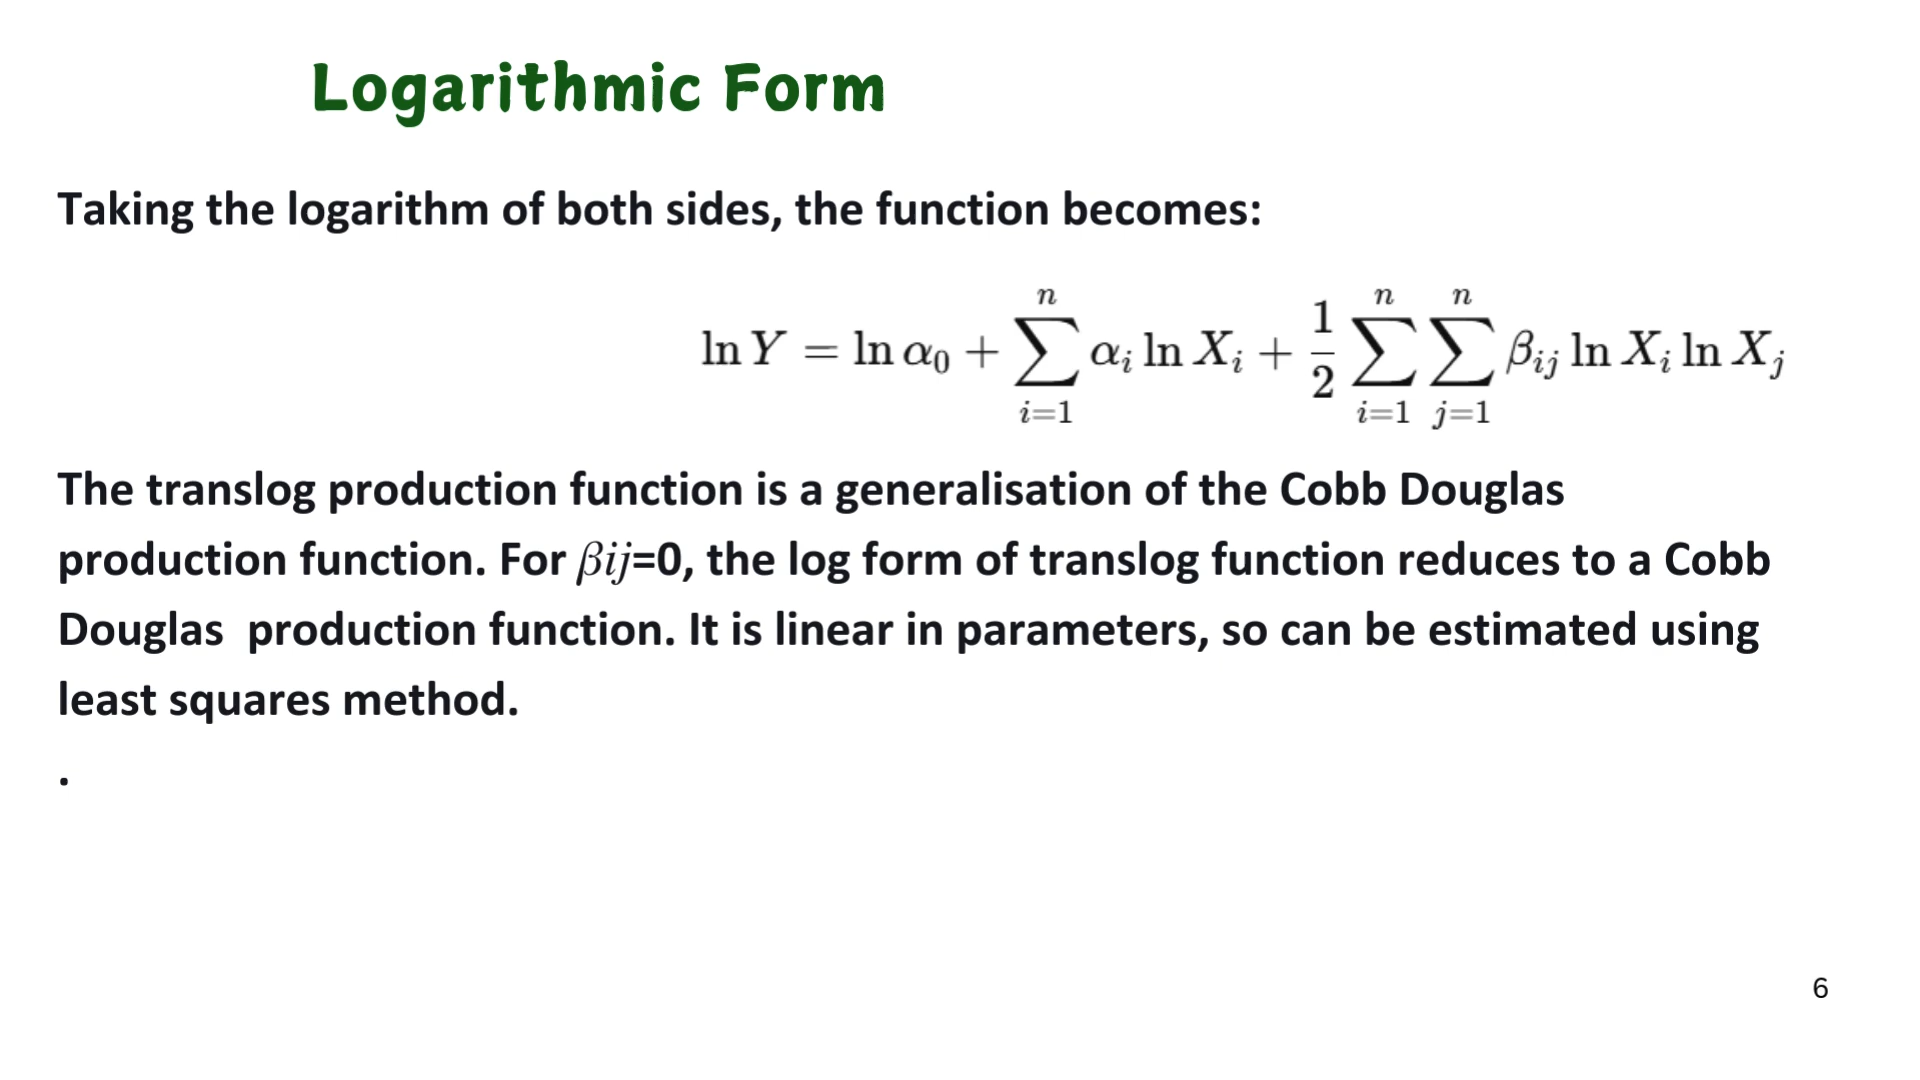 Logarithmic Form
Taking the logarithm of both sides, the function becomes:
ln Y = ln α₀ + ∑ᵢ₌₁ⁿ αᵢ ln Xᵢ + 1/2 ∑ᵢ₌₁ⁿ ∑ⱼ₌₁ⁿ βᵢⱼ ln Xᵢ ln Xⱼ
The translog production function is a generalisation of the Cobb Douglas
production function. For βij=0, the log form of translog function reduces to a Cobb
Douglas  production function. It is linear in parameters, so can be estimated using
least squares method.
.
6